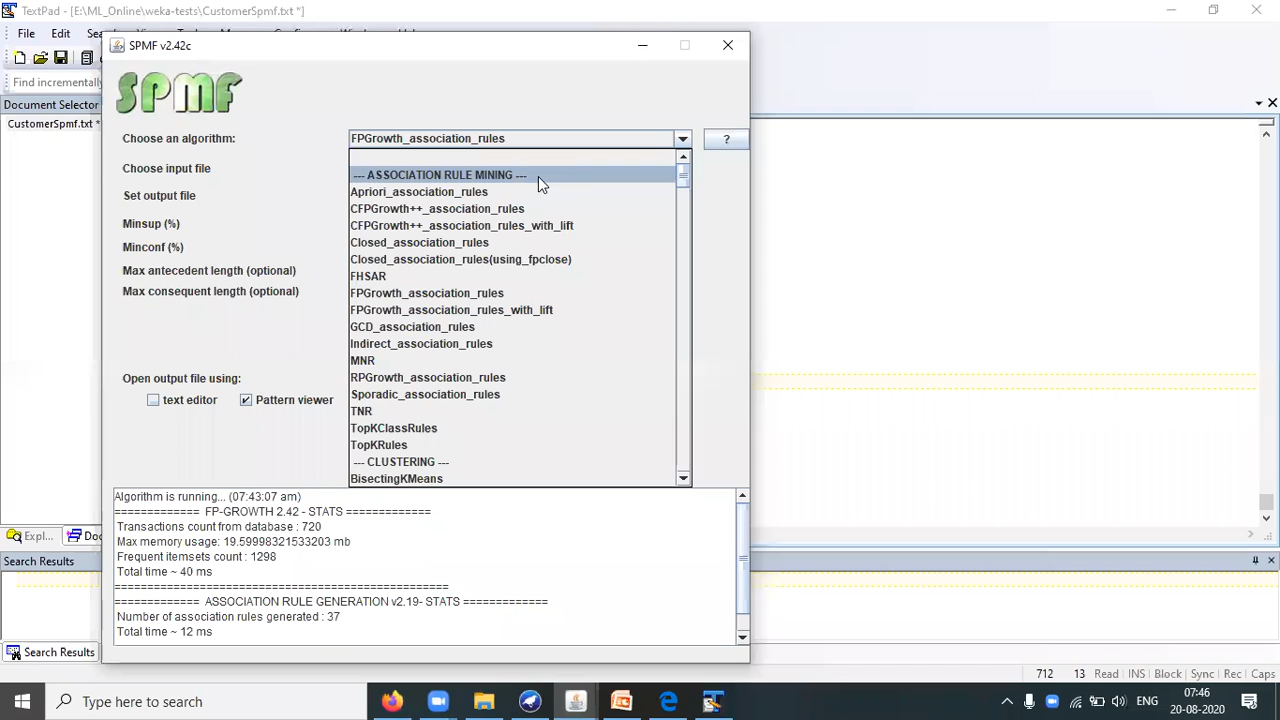 TextPad - [E:\ML_Online\weka-tests\CustomerSpmf.txt *]
File Edit
Find incrementally
Document Selector
CustomerSpmf.txt *
SPMF v2.42c
SPMF
Choose an algorithm: FPGrowth_association_rules ?
Choose input file
Set output file
Minsup (%)
Minconf (%)
Max antecedent length (optional)
Max consequent length (optional)
--- ASSOCIATION RULE MINING ---
Apriori_association_rules
CFPGrowth++_association_rules
CFPGrowth++_association_rules_with_lift
Closed_association_rules
Closed_association_rules(using_fpclose)
FHSAR
FPGrowth_association_rules
FPGrowth_association_rules_with_lift
GCD_association_rules
Indirect_association_rules
MNR
RPGrowth_association_rules
Sporadic_association_rules
TNR
TopKClassRules
TopKRules
--- CLUSTERING ---
BisectingKMeans
Open output file using:
text editor Pattern viewer
Algorithm is running... (07:43:07 am)
============= FP-GROWTH 2.42 - STATS =============
Transactions count from database : 720
Max memory usage: 19.59998321533203 mb
Frequent itemsets count : 1298
Total time ~ 40 ms
===================================================
============= ASSOCIATION RULE GENERATION v2.19- STATS =============
Number of association rules generated : 37
Total time ~ 12 ms
Expl...
Search Results
Search Results
712 13 Read INS Block Sync Rec Caps
Type here to search
ENG
07:46
20-08-2020